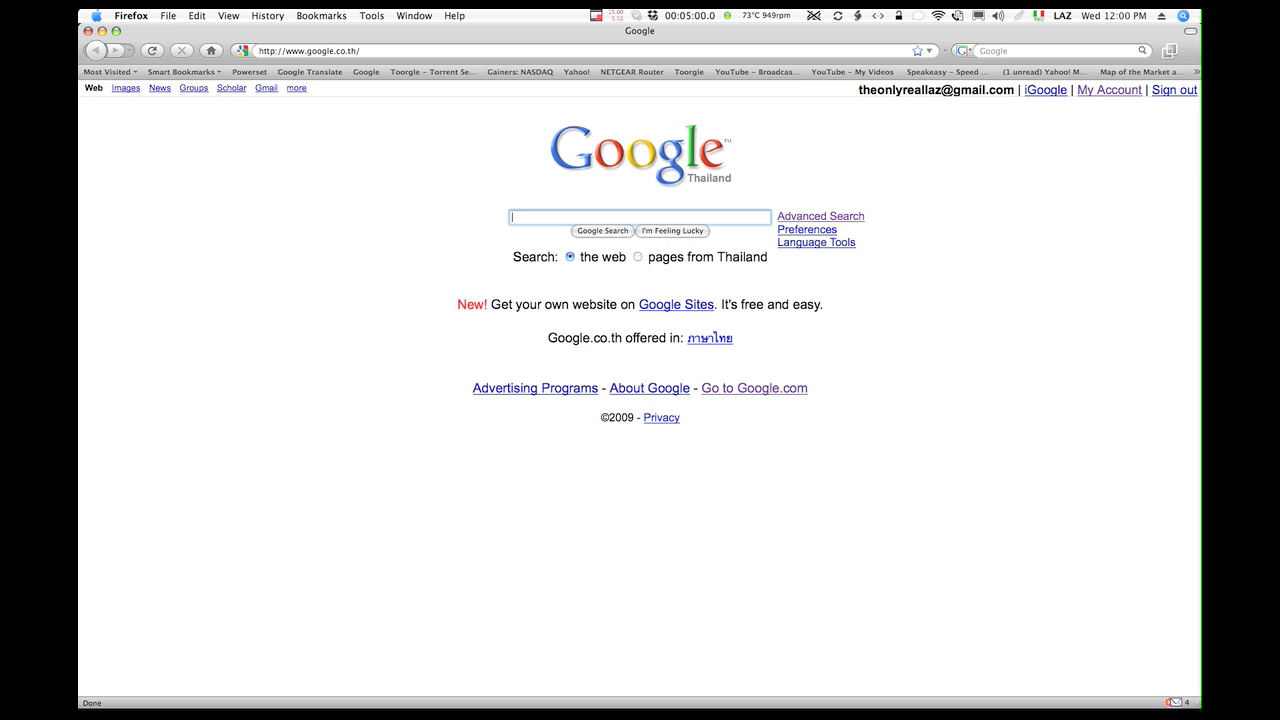 Firefox File Edit View History Bookmarks Tools Window Help 15.00 5.5G 00:05:00.0 73°C 949rpm LAZ Wed 12:00 PM
Google
http://www.google.co.th/ Google
Most Visited Smart Bookmarks Powerset Google Translate Google Toorgle – Torrent Se... Gainers: NASDAQ Yahoo! NETGEAR Router Toorgle YouTube – Broadcas... YouTube – My Videos Speakeasy – Speed ... (1 unread) Yahoo! M... Map of the Market a... »
Web Images News Groups Scholar Gmail more theonlyreallaz@gmail.com | iGoogle | My Account | Sign out
Google™
Thailand
Advanced Search
Google Search I'm Feeling Lucky Preferences
Language Tools
Search: the web pages from Thailand
New! Get your own website on Google Sites. It's free and easy.
Google.co.th offered in: ภาษาไทย
Advertising Programs - About Google - Go to Google.com
©2009 - Privacy
Done 4